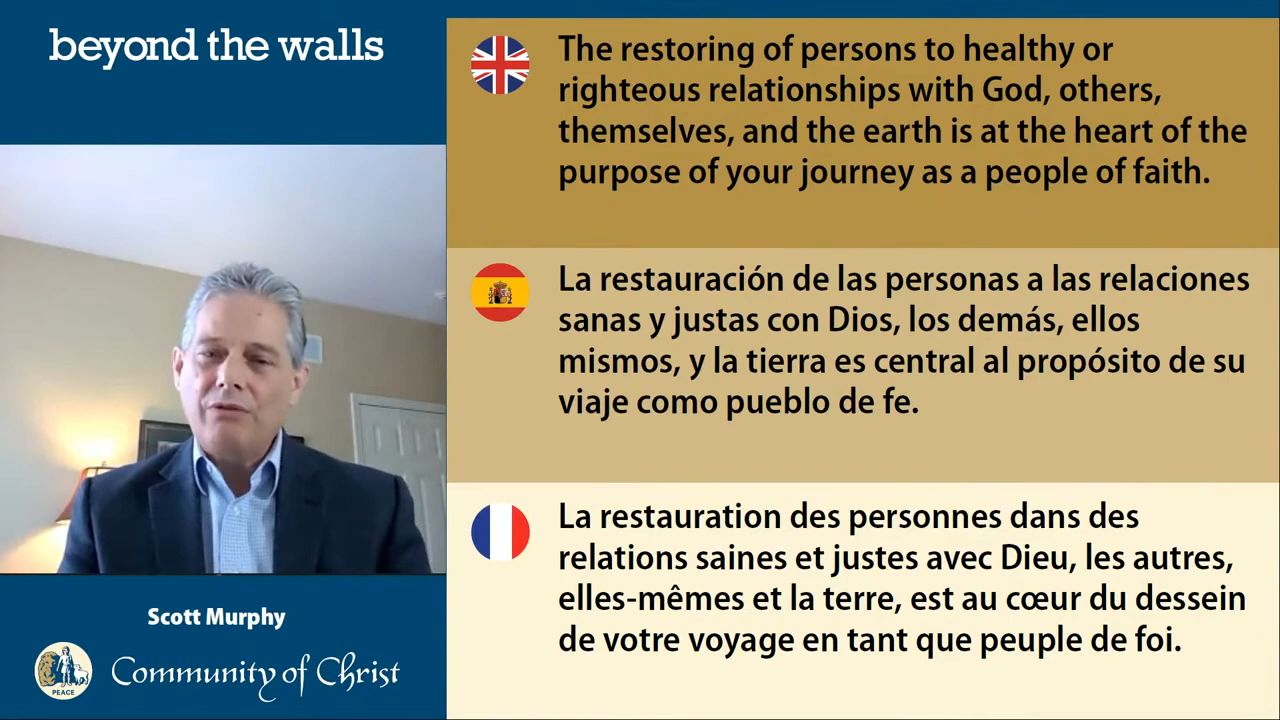 beyond the walls
The restoring of persons to healthy or
righteous relationships with God, others,
themselves, and the earth is at the heart of the
purpose of your journey as a people of faith.
La restauración de las personas a las relaciones
sanas y justas con Dios, los demás, ellos
mismos, y la tierra es central al propósito de su
viaje como pueblo de fe.
La restauration des personnes dans des
relations saines et justes avec Dieu, les autres,
elles-mêmes et la terre, est au cœur du dessein
de votre voyage en tant que peuple de foi.
Scott Murphy
PEACE
Community of Christ